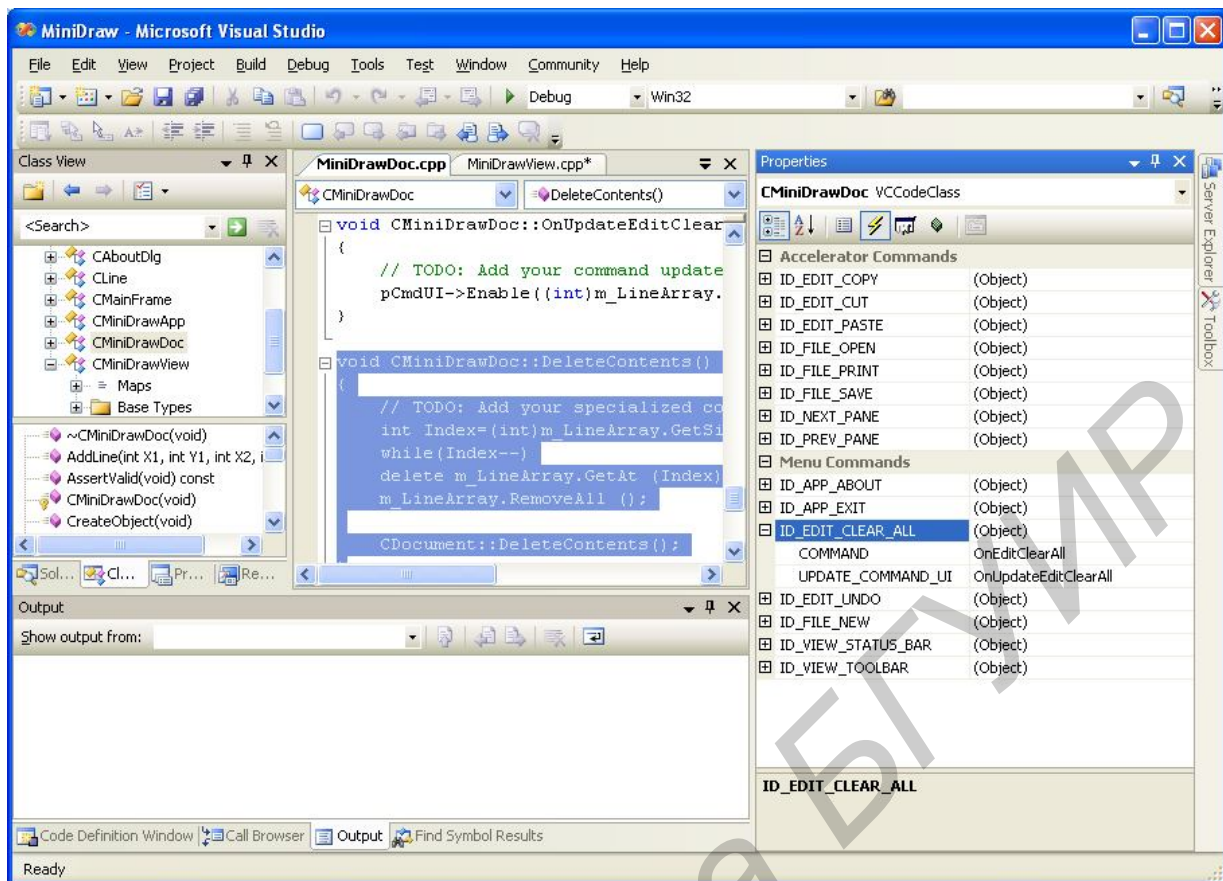 MiniDraw - Microsoft Visual Studio
File Edit View Project Build Debug Tools Test Window Community Help
Debug Win32
Class View
<Search>
CAboutDlg
CLine
CMainFrame
CMiniDrawApp
CMiniDrawDoc
CMiniDrawView
Maps
Base Types
~CMiniDrawDoc(void)
AddLine(int X1, int Y1, int X2, i
AssertValid(void) const
CMiniDrawDoc(void)
CreateObject(void)
Sol... Cl... Pr... Re...
MiniDrawDoc.cpp MiniDrawView.cpp*
CMiniDrawDoc DeleteContents()
void CMiniDrawDoc::OnUpdateEditClear
{
// TODO: Add your command update
pCmdUI->Enable((int)m_LineArray.
}
void CMiniDrawDoc::DeleteContents()
{
// TODO: Add your specialized co
int Index=(int)m_LineArray.GetSi
while(Index--)
delete m_LineArray.GetAt (Index)
m_LineArray.RemoveAll ();
CDocument::DeleteContents();
Properties
CMiniDrawDoc VCCodeClass
Accelerator Commands
ID_EDIT_COPY (Object)
ID_EDIT_CUT (Object)
ID_EDIT_PASTE (Object)
ID_FILE_OPEN (Object)
ID_FILE_PRINT (Object)
ID_FILE_SAVE (Object)
ID_NEXT_PANE (Object)
ID_PREV_PANE (Object)
Menu Commands
ID_APP_ABOUT (Object)
ID_APP_EXIT (Object)
ID_EDIT_CLEAR_ALL (Object)
COMMAND OnEditClearAll
UPDATE_COMMAND_UI OnUpdateEditClearAll
ID_EDIT_UNDO (Object)
ID_FILE_NEW (Object)
ID_VIEW_STATUS_BAR (Object)
ID_VIEW_TOOLBAR (Object)
ID_EDIT_CLEAR_ALL
Server Explorer
Toolbox
Output
Show output from:
Code Definition Window Call Browser Output Find Symbol Results
Ready
БГУИР